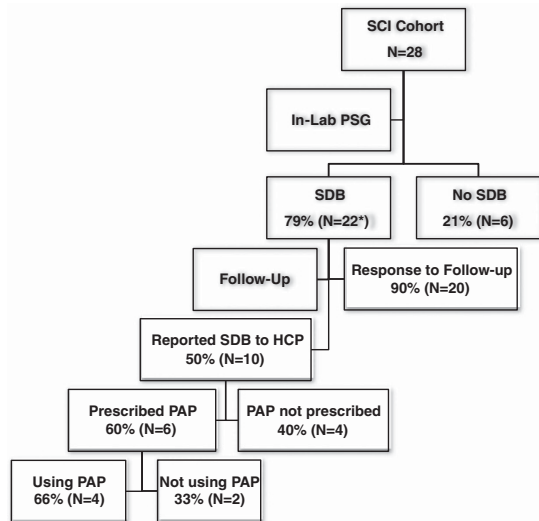 SCI Cohort
N=28
In-Lab PSG
SDB
79% (N=22*)
No SDB
21% (N=6)
Follow-Up
Response to Follow-up
90% (N=20)
Reported SDB to HCP
50% (N=10)
Prescribed PAP
60% (N=6)
PAP not prescribed
40% (N=4)
Using PAP
66% (N=4)
Not using PAP
33% (N=2)